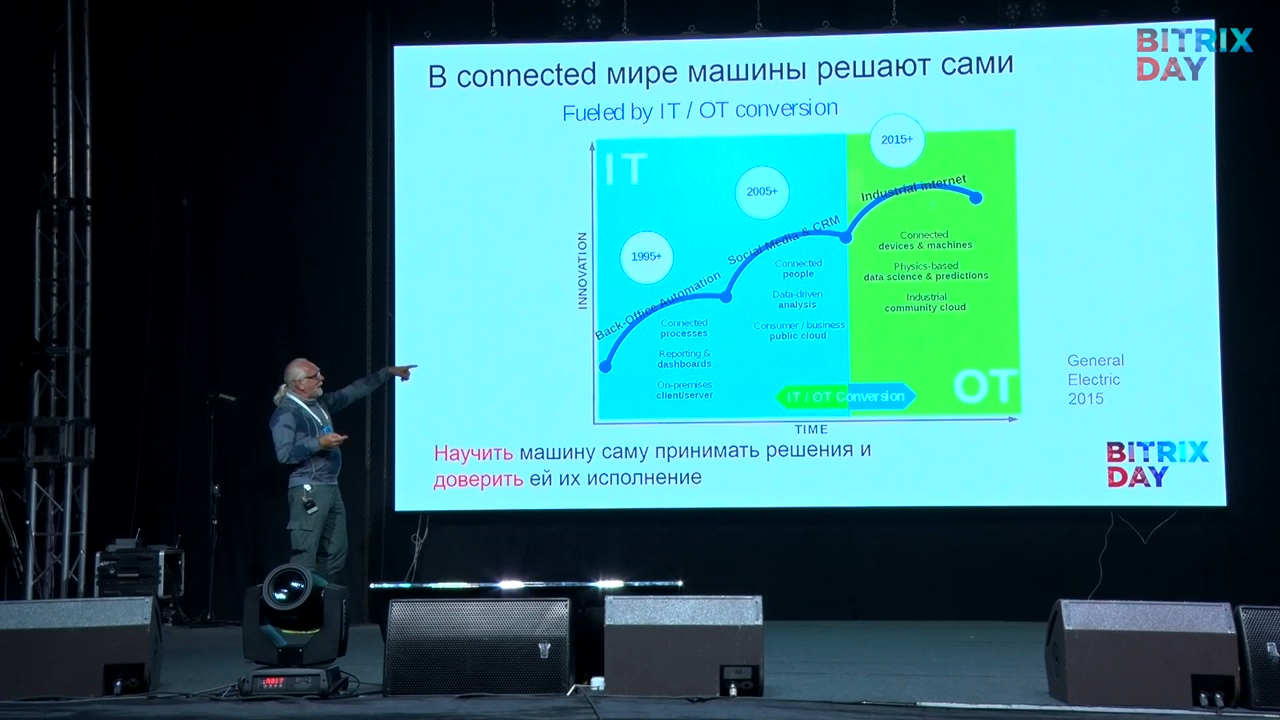 BITRIX
DAY
В connected мире машины решают сами
Fueled by IT / OT conversion
IT
2015+
2005+
1995+
Industrial internet
Social Media & CRM
Back-Office Automation
INNOVATION
Connected
devices & machines
Physics-based
data science & predictions
Industrial
community cloud
Connected
people
Data-driven
analysis
Consumer / business
public cloud
Connected
processes
Reporting &
dashboards
On-premises
client/server
IT / OT Conversion
OT
TIME
General
Electric
2015
Научить машину саму принимать решения и
доверить ей их исполнение
BITRIX
DAY